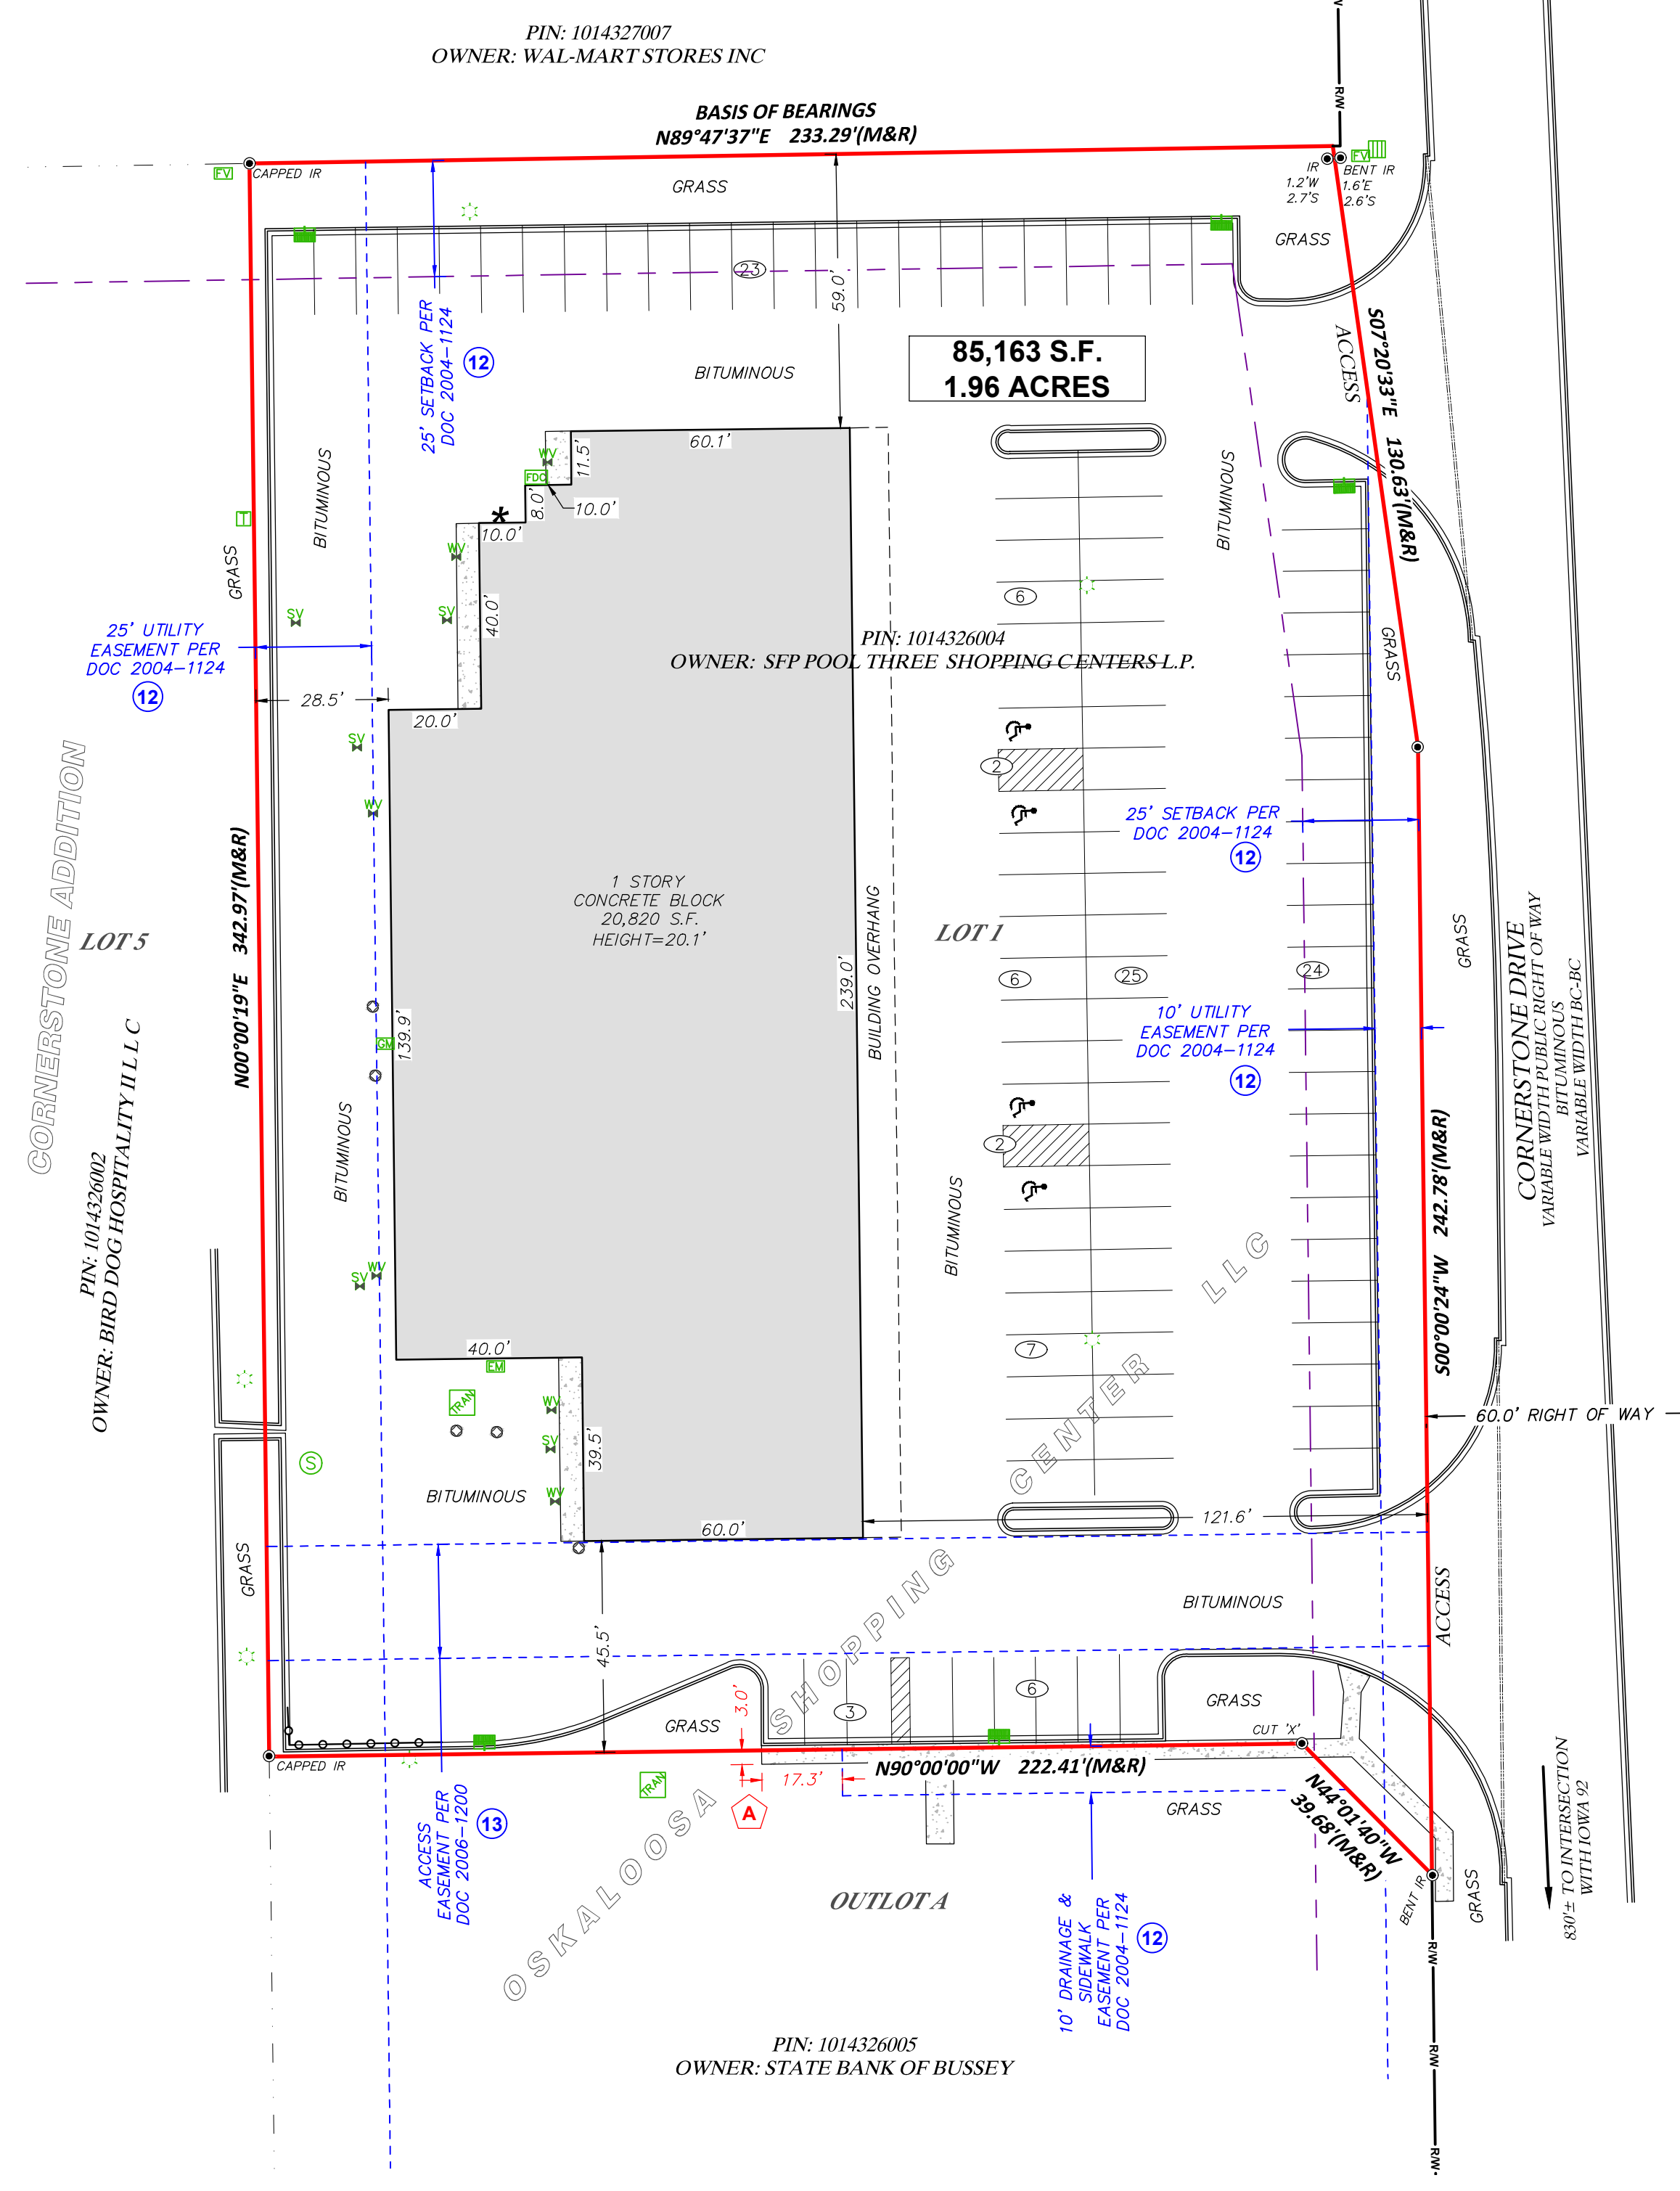 PIN: 1014327007
OWNER: WAL-MART STORES INC
BASIS OF BEARINGS
N89°47'37"E 233.29'(M&R)
R/W
FV
CAPPED IR
GRASS
IR
1.2'W
2.7'S
FV
BENT IR
1.6'E
2.6'S
GRASS
23
59.0'
25' SETBACK PER
DOC 2004-1124
12
BITUMINOUS
85,163 S.F.
1.96 ACRES
ACCESS
S07°20'33"E 130.63'(M&R)
60.1'
11.5'
WV
FDC
8.0'
10.0'
*
10.0'
BITUMINOUS
BITUMINOUS
T
GRASS
WV
SV
SV
40.0'
6
25' UTILITY
EASEMENT PER
DOC 2004-1124
12
PIN: 1014326004
OWNER: SFP POOL THREE SHOPPING CENTERS L.P.
GRASS
28.5'
20.0'
SV
WV
2
25' SETBACK PER
DOC 2004-1124
12
CORNERSTONE ADDITION
LOT 5
N00°00'19"E 342.97'(M&R)
1 STORY
CONCRETE BLOCK
20,820 S.F.
HEIGHT=20.1'
239.0'
BUILDING OVERHANG
LOT 1
6
25
24
GRASS
CORNERSTONE DRIVE
VARIABLE WIDTH PUBLIC RIGHT OF WAY
BITUMINOUS
VARIABLE WIDTH BC-BC
10' UTILITY
EASEMENT PER
DOC 2004-1124
12
GM
139.9'
PIN: 1014326002
OWNER: BIRD DOG HOSPITALITY II L L C
BITUMINOUS
2
BITUMINOUS
S00°00'24"W 242.78'(M&R)
SV
WV
7
40.0'
EM
TRAN
WV
SV
WV
39.5'
S
BITUMINOUS
60.0'
60.0' RIGHT OF WAY
121.6'
GRASS
OSKALOOSA SHOPPING CENTER LLC
45.5'
BITUMINOUS
ACCESS
3.0'
GRASS
3
6
GRASS
CUT 'X'
CAPPED IR
17.3'
N90°00'00"W 222.41'(M&R)
TRAN
A
GRASS
N44°01'40"W
39.68'(M&R)
BENT IR
GRASS
830'± TO INTERSECTION
WITH IOWA 92
ACCESS
EASEMENT PER
DOC 2006-1200
13
OUTLOT A
10' DRAINAGE &
SIDEWALK
EASEMENT PER
DOC 2004-1124
12
R/W
R/W
R/W
PIN: 1014326005
OWNER: STATE BANK OF BUSSEY